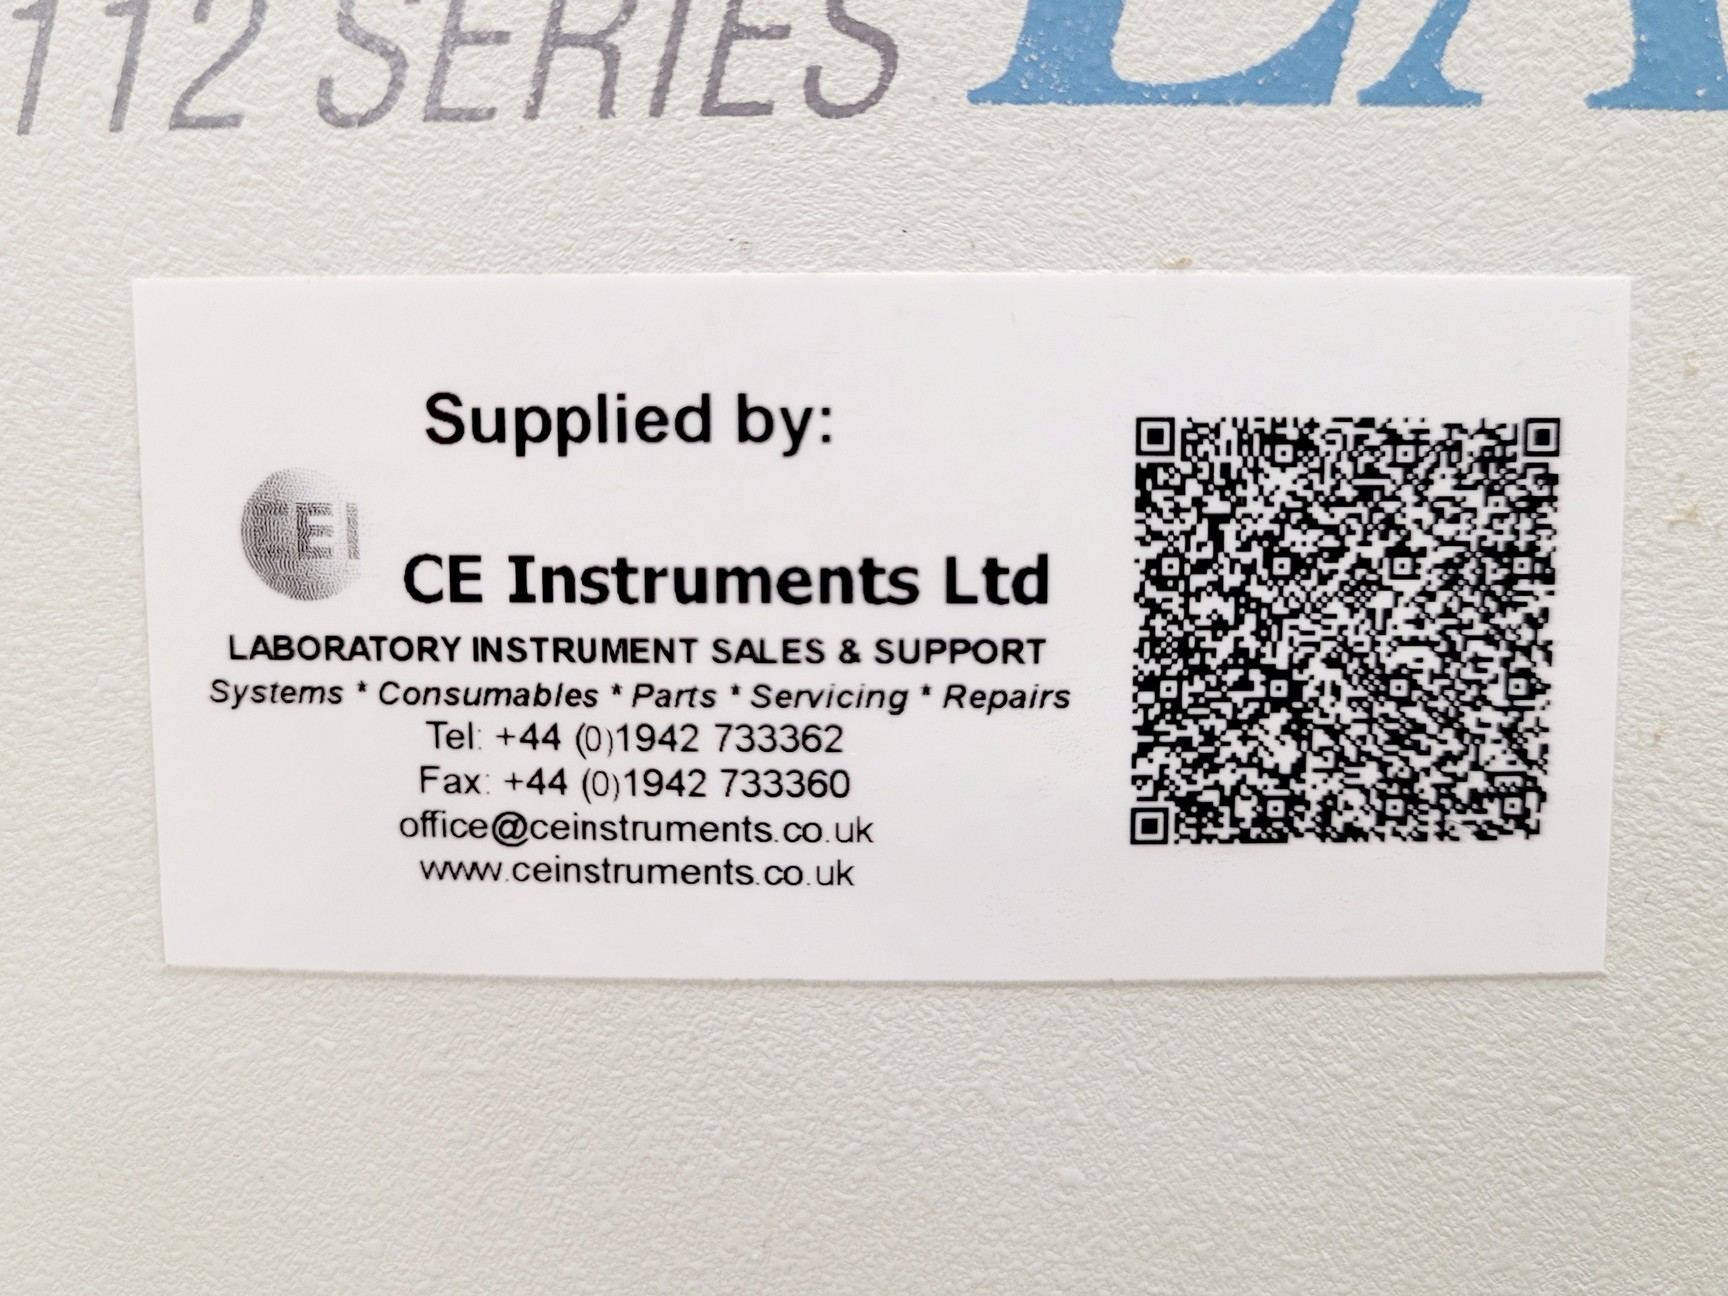 112 SERIES EA
Supplied by:
CEI
CE Instruments Ltd
LABORATORY INSTRUMENT SALES & SUPPORT
Systems * Consumables * Parts * Servicing * Repairs
Tel: +44 (0)1942 733362
Fax: +44 (0)1942 733360
office@ceinstruments.co.uk
www.ceinstruments.co.uk